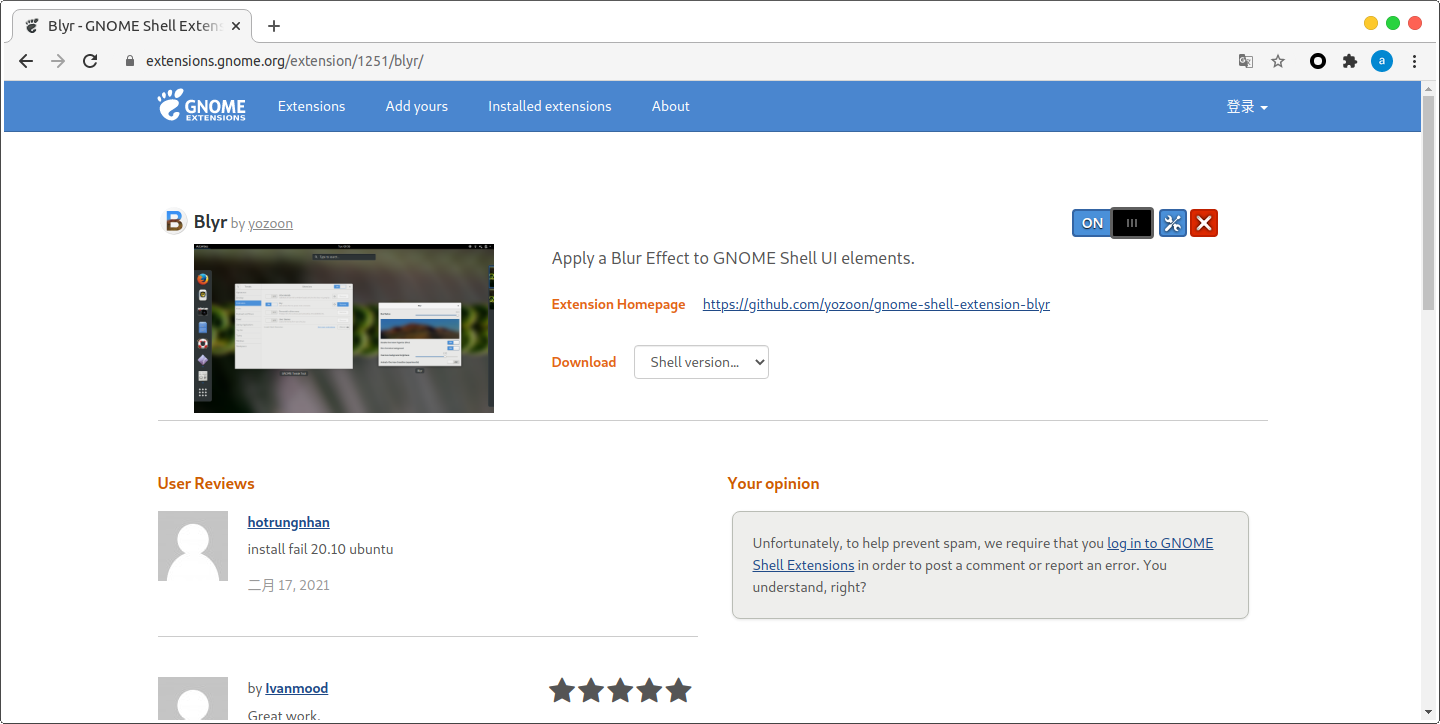 Blyr - GNOME Shell Exten
extensions.gnome.org/extension/1251/blyr/
a
GNOME
EXTENSIONS
Extensions
Add yours
Installed extensions
About
登录
B
Blyr by yozoon
ON
Apply a Blur Effect to GNOME Shell UI elements.
Extension Homepage
https://github.com/yozoon/gnome-shell-extension-blyr
Download
Shell version...
User Reviews
hotrungnhan
install fail 20.10 ubuntu
二月 17, 2021
by Ivanmood
Great work.
Your opinion
Unfortunately, to help prevent spam, we require that you log in to GNOME
Shell Extensions in order to post a comment or report an error. You
understand, right?